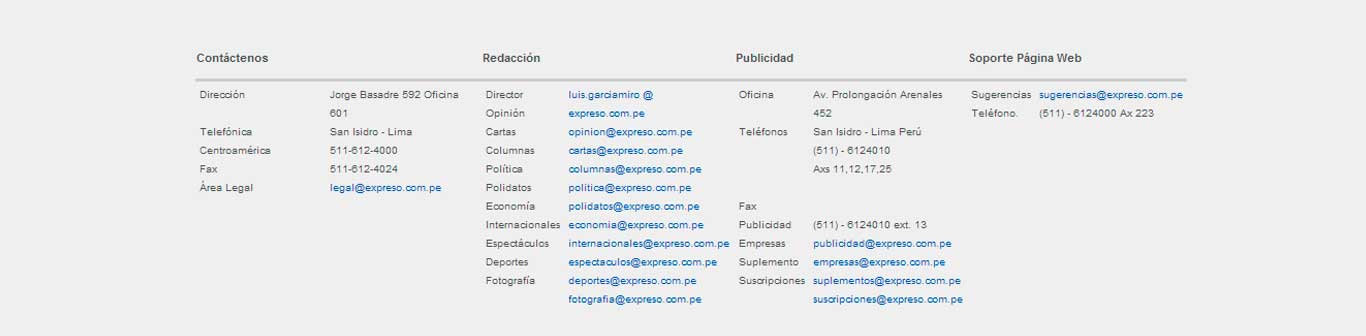 Contáctenos Redacción Publicidad Soporte Página Web
Dirección Jorge Basadre 592 Oficina Director luis.garciamiro @ Oficina Av. Prolongación Arenales Sugerencias sugerencias@expreso.com.pe
601 Opinión expreso.com.pe 452 Teléfono. (511) - 6124000 Ax 223
Telefónica San Isidro - Lima Cartas opinion@expreso.com.pe Teléfonos San Isidro - Lima Perú
Centroamérica 511-612-4000 Columnas cartas@expreso.com.pe (511) - 6124010
Fax 511-612-4024 Política columnas@expreso.com.pe Axs 11,12,17,25
Área Legal legal@expreso.com.pe Polidatos politica@expreso.com.pe
Economía polidatos@expreso.com.pe Fax
Internacionales economia@expreso.com.pe Publicidad (511) - 6124010 ext. 13
Espectáculos internacionales@expreso.com.pe Empresas publicidad@expreso.com.pe
Deportes espectaculos@expreso.com.pe Suplemento empresas@expreso.com.pe
Fotografía deportes@expreso.com.pe Suscripciones suplementos@expreso.com.pe
fotografia@expreso.com.pe suscripciones@expreso.com.pe